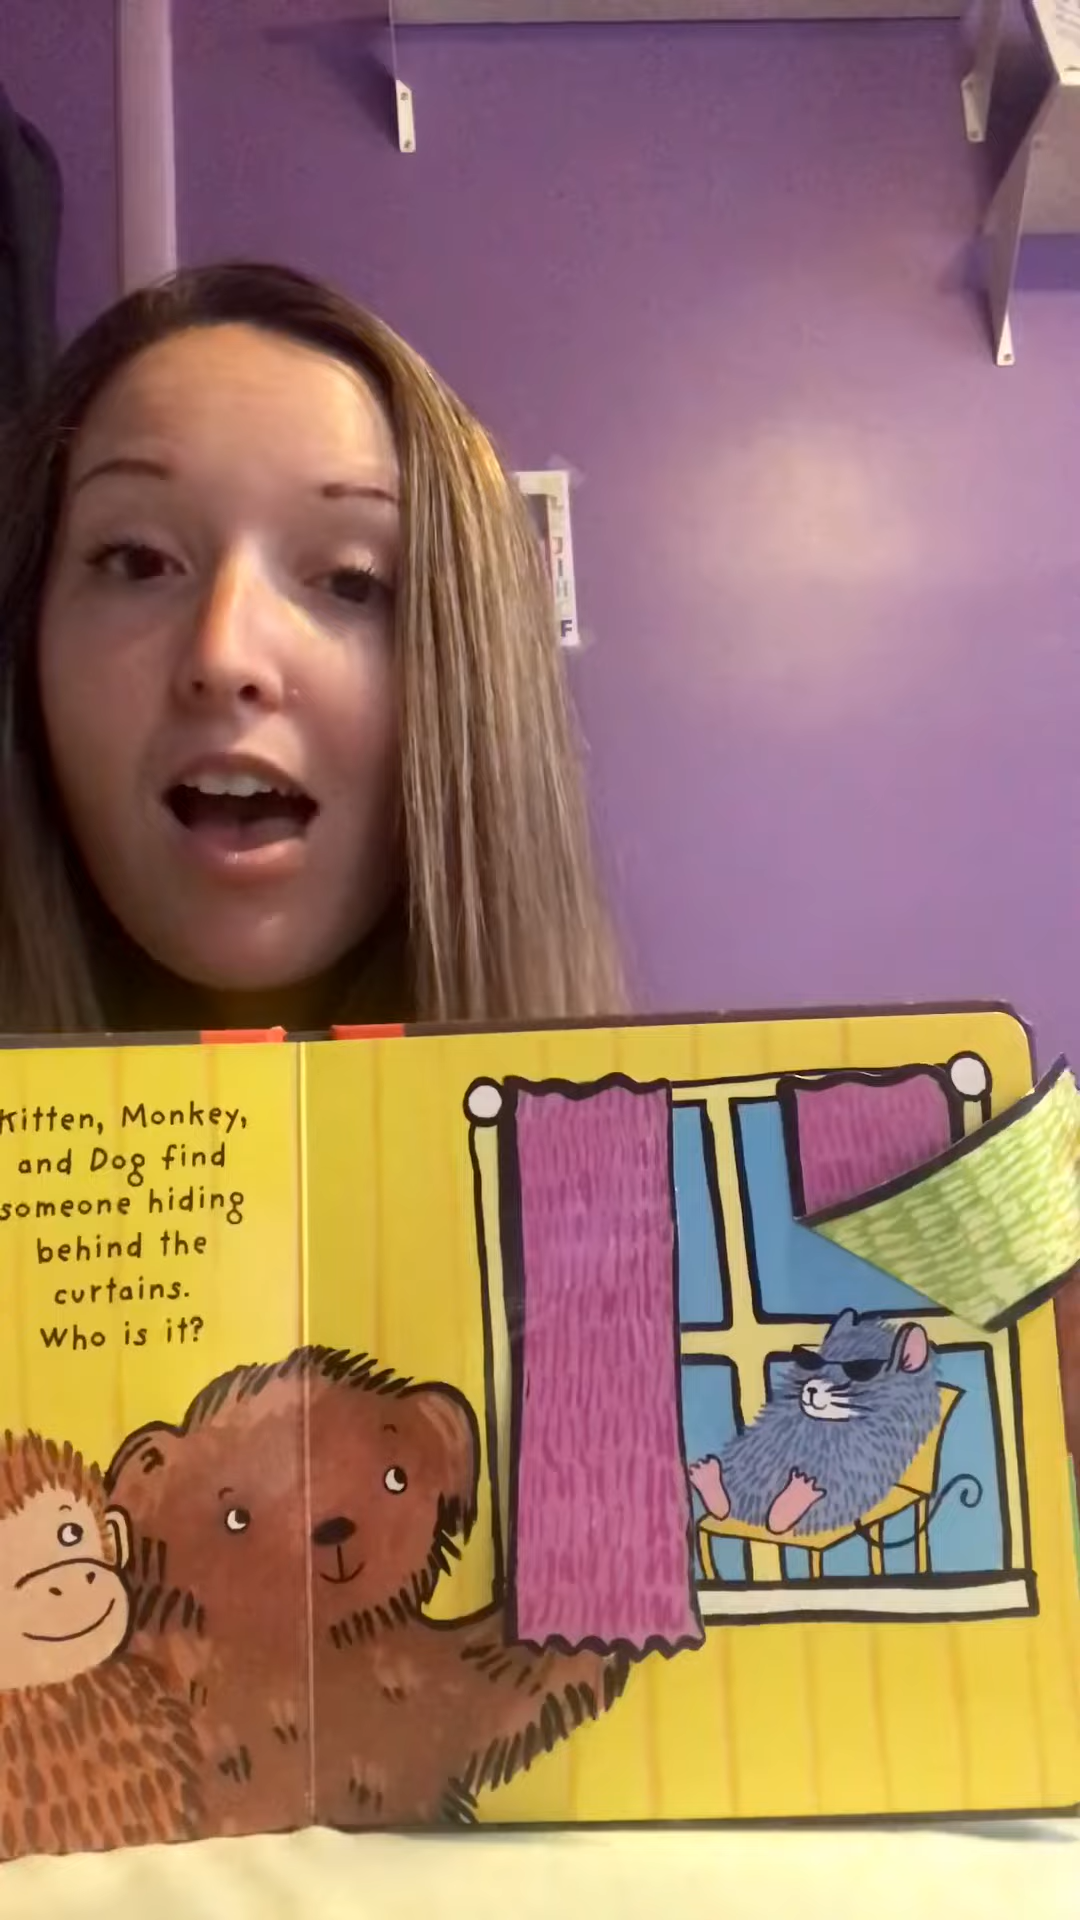 Kitten, Monkey,
and Dog find
someone hiding
behind the
curtains.
Who is it?